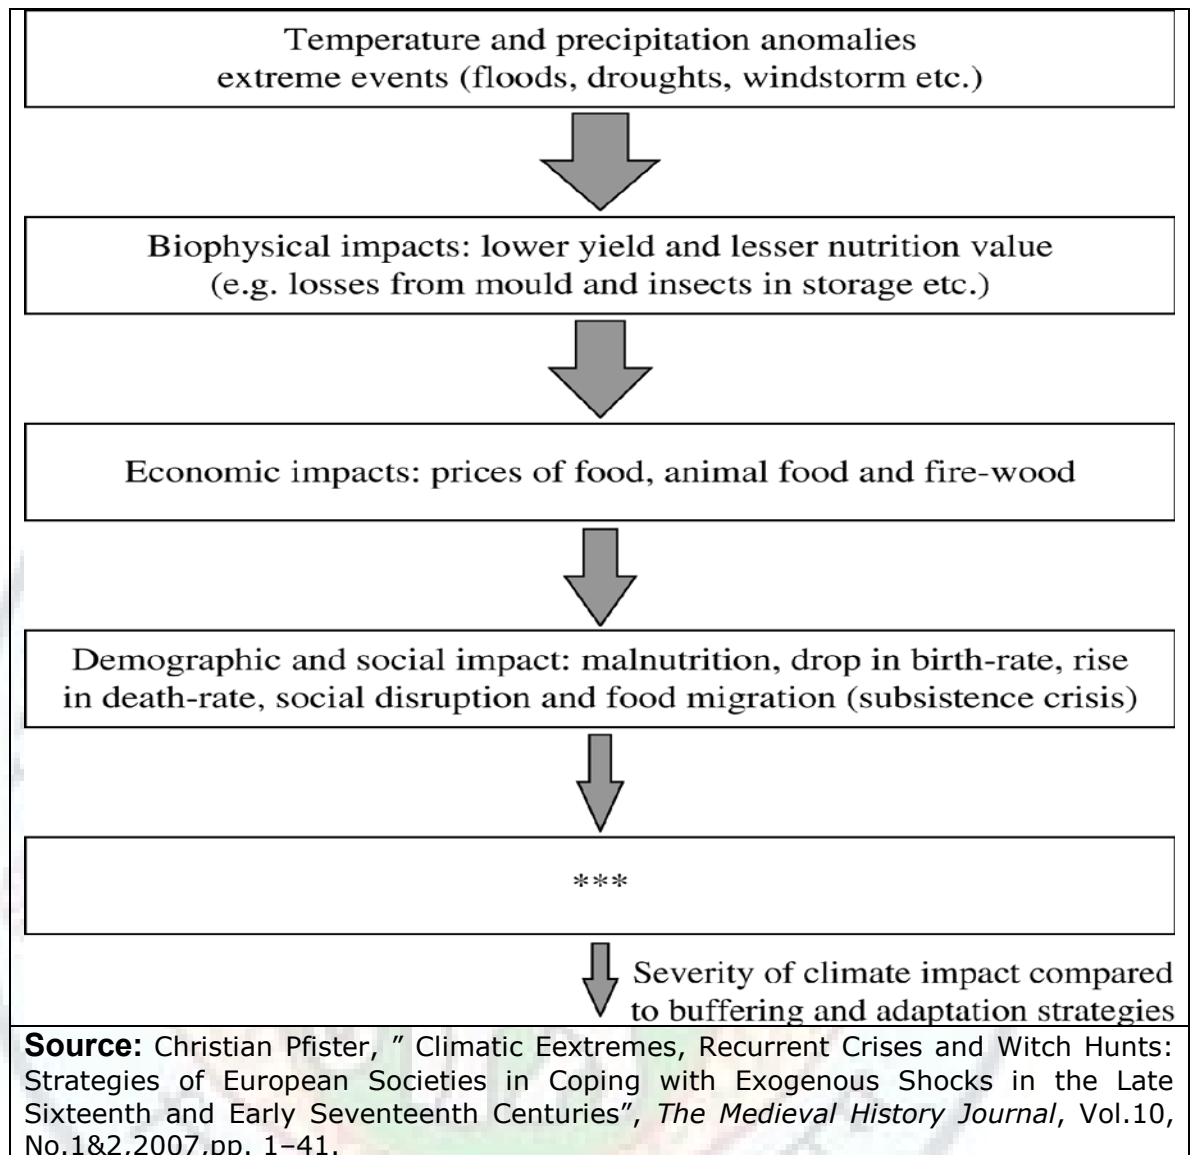 Temperature and precipitation anomalies
extreme events (floods, droughts, windstorm etc.)
Biophysical impacts: lower yield and lesser nutrition value
(e.g. losses from mould and insects in storage etc.)
Economic impacts: prices of food, animal food and fire-wood
Demographic and social impact: malnutrition, drop in birth-rate, rise
in death-rate, social disruption and food migration (subsistence crisis)
***
Severity of climate impact compared
to buffering and adaptation strategies
Source: Christian Pfister, ” Climatic Eextremes, Recurrent Crises and Witch Hunts:
Strategies of European Societies in Coping with Exogenous Shocks in the Late
Sixteenth and Early Seventeenth Centuries”, The Medieval History Journal, Vol.10,
No.1&2,2007,pp. 1–41.